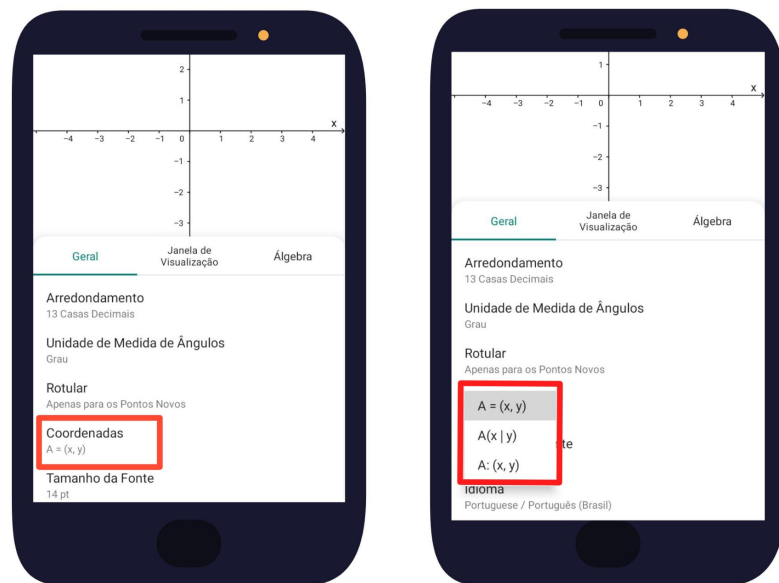 2
1
x
-4 -3 -2 -1 0 1 2 3 4
-1
-2
-3
Geral
Janela de
Visualização
Álgebra
Arredondamento
13 Casas Decimais
Unidade de Medida de Ângulos
Grau
Rotular
Apenas para os Pontos Novos
Coordenadas
A = (x, y)
Tamanho da Fonte
14 pt
1
x
-4 -3 -2 -1 0 1 2 3 4
-1
-2
-3
Geral
Janela de
Visualização
Álgebra
Arredondamento
13 Casas Decimais
Unidade de Medida de Ângulos
Grau
Rotular
Apenas para os Pontos Novos
A = (x, y)
A(x | y)
te
A: (x, y)
Idioma
Portuguese / Português (Brasil)